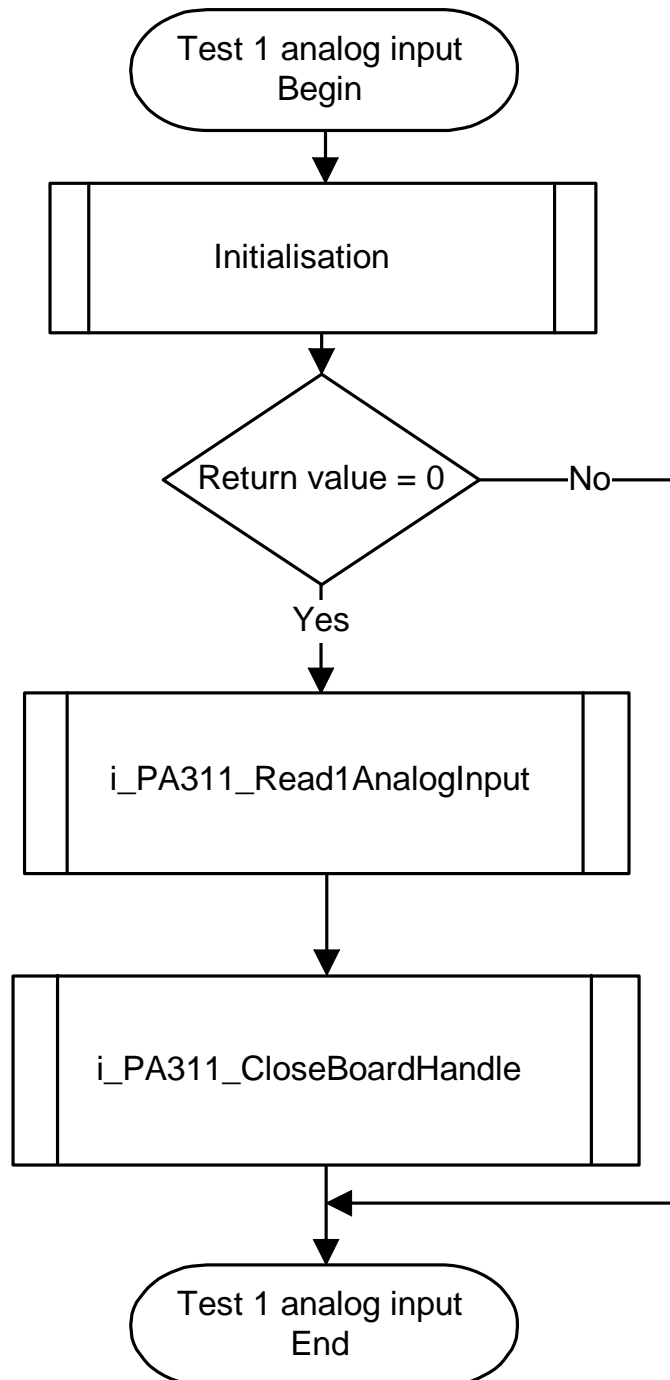 Test 1 analog input
Begin
Initialisation
Return value = 0
No
Yes
i_PA311_Read1AnalogInput
i_PA311_CloseBoardHandle
Test 1 analog input
End